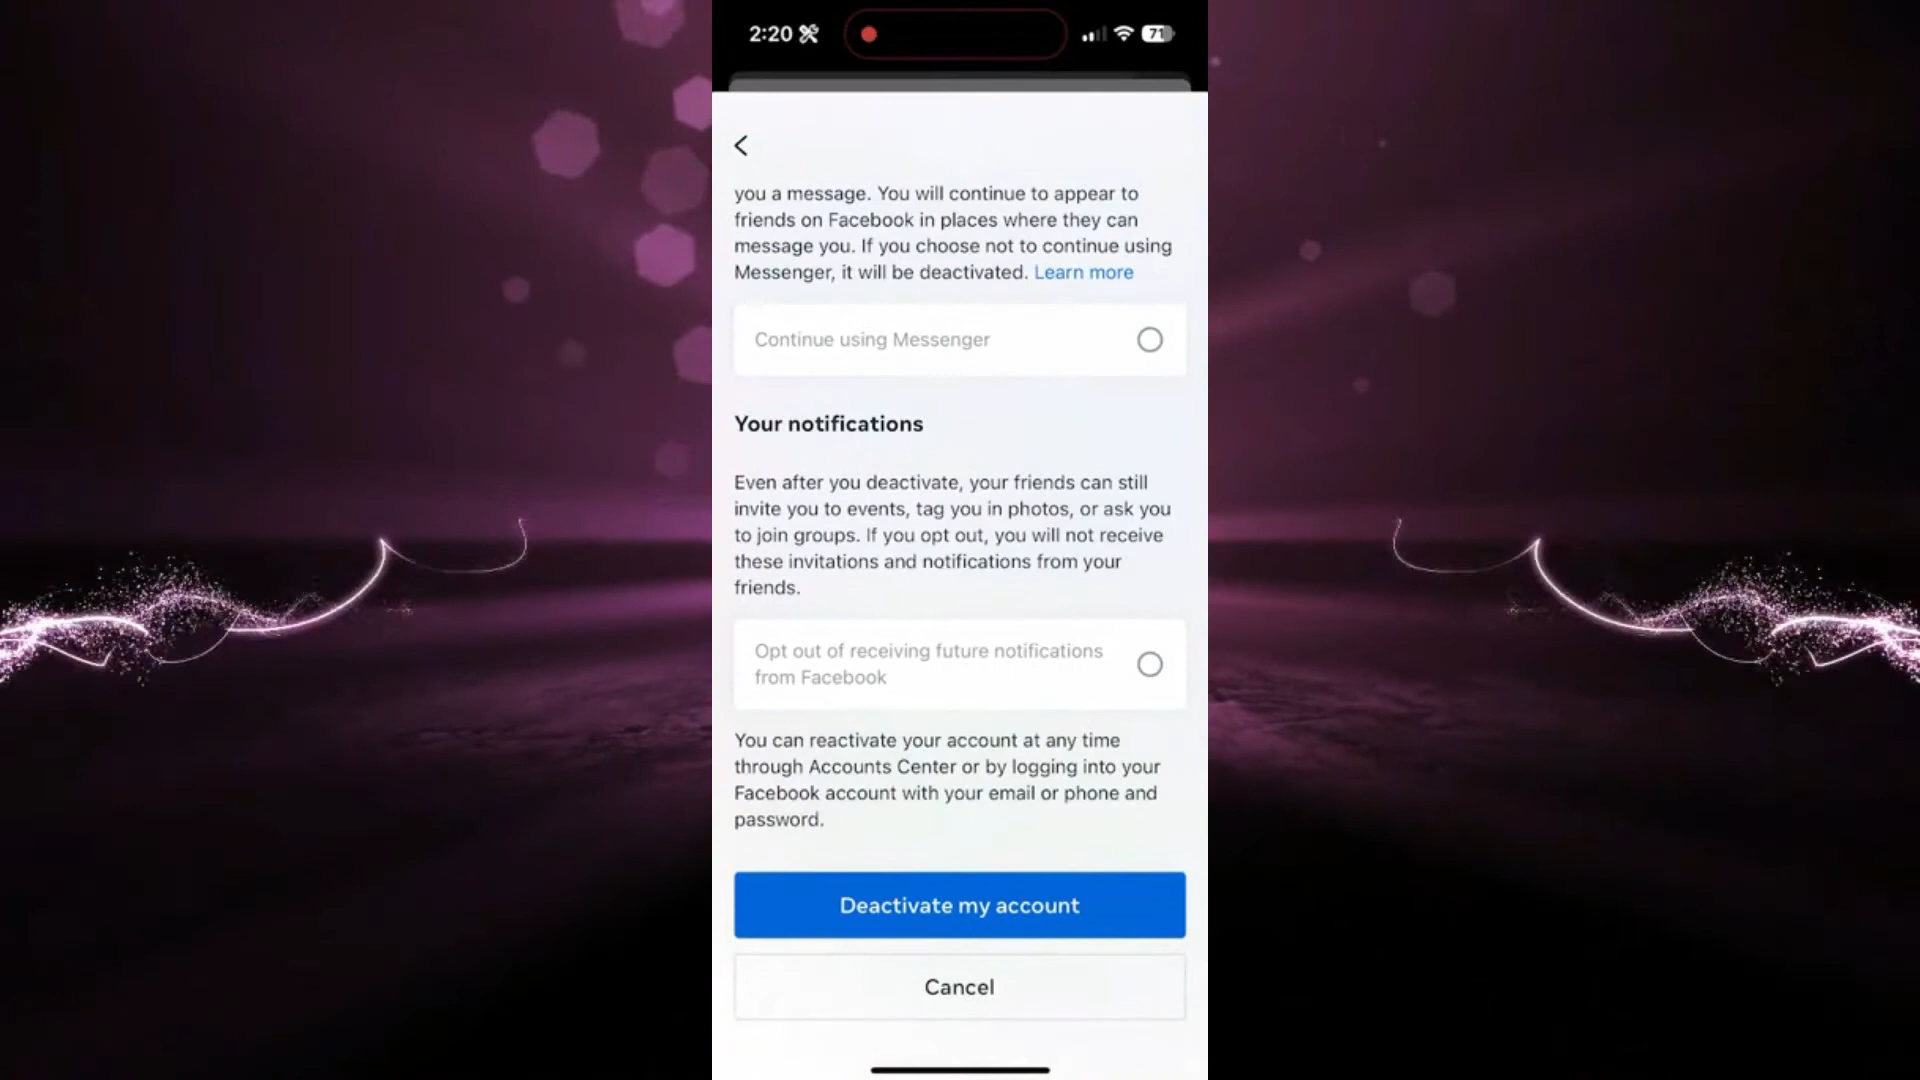 2:20
71
you a message. You will continue to appear to
friends on Facebook in places where they can
message you. If you choose not to continue using
Messenger, it will be deactivated. Learn more
Continue using Messenger
Your notifications
Even after you deactivate, your friends can still
invite you to events, tag you in photos, or ask you
to join groups. If you opt out, you will not receive
these invitations and notifications from your
friends.
Opt out of receiving future notifications
from Facebook
You can reactivate your account at any time
through Accounts Center or by logging into your
Facebook account with your email or phone and
password.
Deactivate my account
Cancel